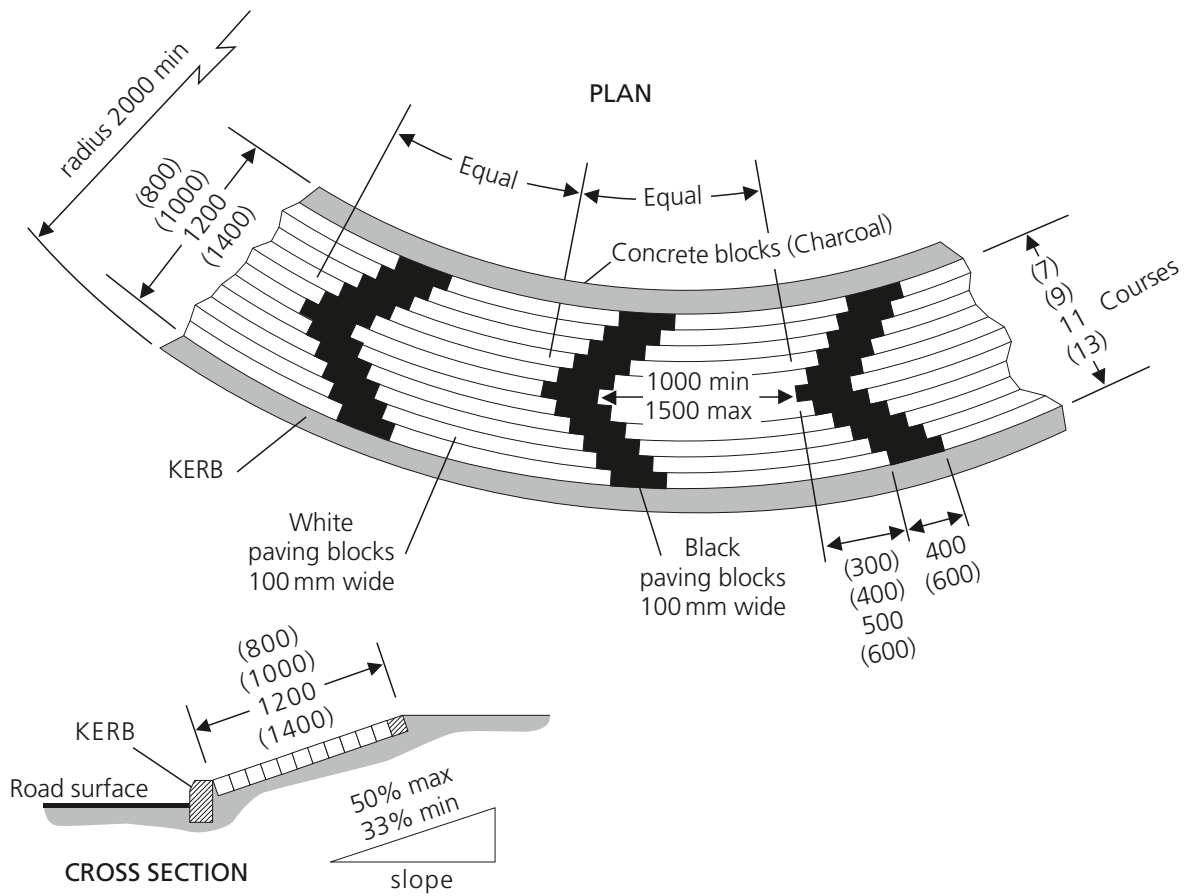 PLAN
radius 2000 min
(800)
(1000)
1200
(1400)
Equal
Equal
Concrete blocks (Charcoal)
(7)
(9)
11
(13)
Courses
1000 min
1500 max
KERB
White
paving blocks
100 mm wide
Black
paving blocks
100 mm wide
(300)
(400)
500
(600)
400
(600)
(800)
(1000)
1200
(1400)
KERB
Road surface
50% max
33% min
slope
CROSS SECTION